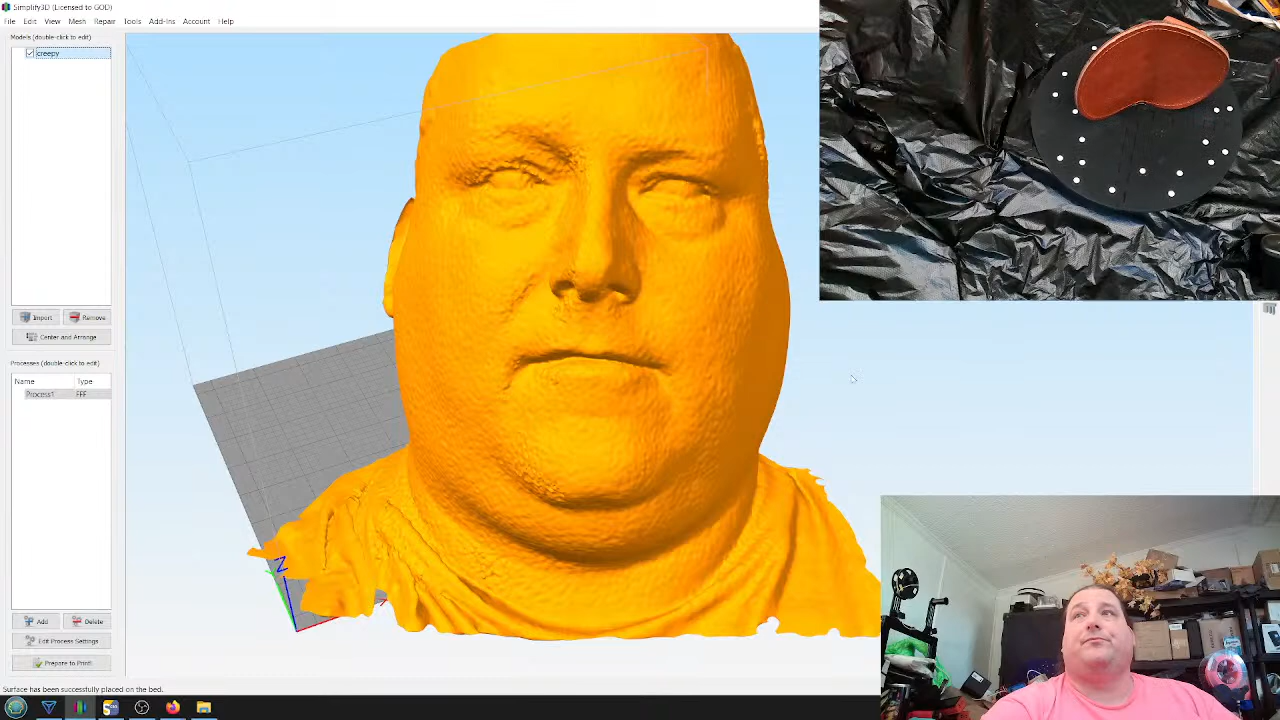 Simplify3D (Licensed to GOD)
File Edit View Mesh Repair Tools Add-Ins Account Help
Models (double-click to edit)
creepy
Import Remove
Center and Arrange
Processes (double-click to edit)
Name Type
Process1 FFF
Add Delete
Edit Process Settings
Prepare to Print!
Z
Surface has been successfully placed on the bed.